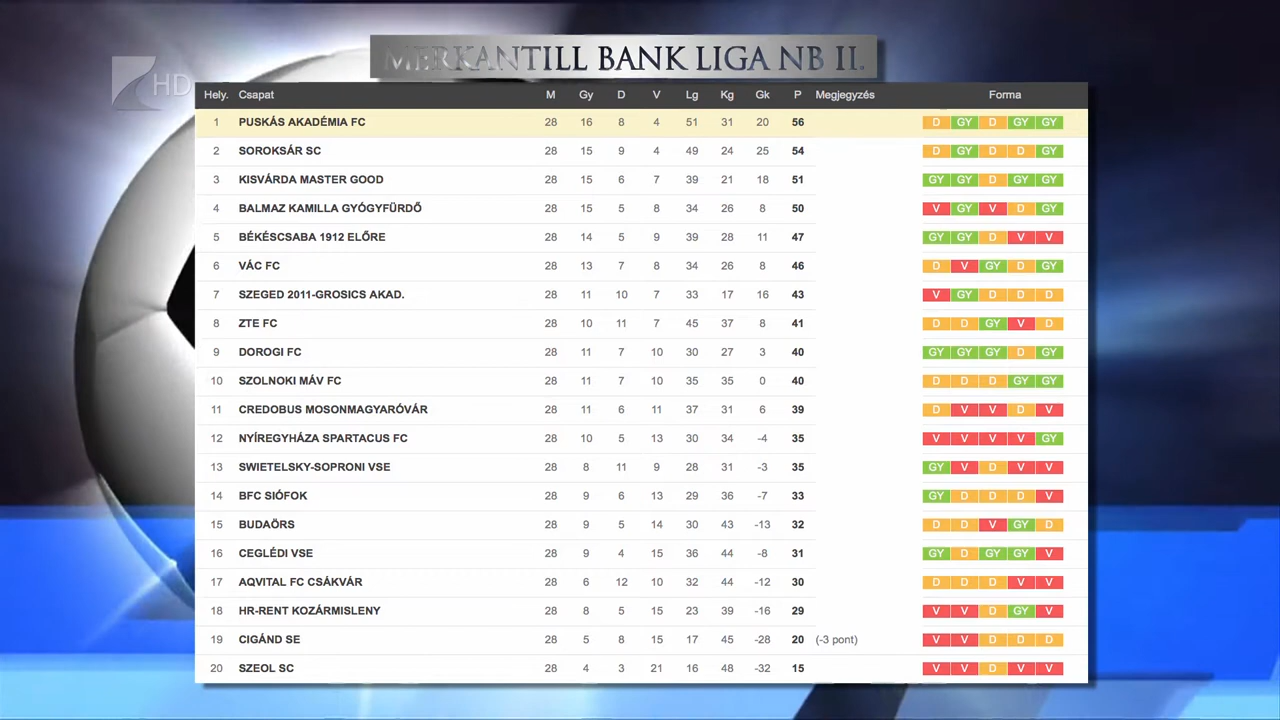 MERKANTILL BANK LIGA NB II.
HD
Hely. Csapat M Gy D V Lg Kg Gk P Megjegyzés Forma
1 PUSKÁS AKADÉMIA FC 28 16 8 4 51 31 20 56 D GY D GY GY
2 SOROKSÁR SC 28 15 9 4 49 24 25 54 D GY D D GY
3 KISVÁRDA MASTER GOOD 28 15 6 7 39 21 18 51 GY GY D GY GY
4 BALMAZ KAMILLA GYÓGYFÜRDŐ 28 15 5 8 34 26 8 50 V GY V D GY
5 BÉKÉSCSABA 1912 ELŐRE 28 14 5 9 39 28 11 47 GY GY D V V
6 VÁC FC 28 13 7 8 34 26 8 46 D V GY D GY
7 SZEGED 2011-GROSICS AKAD. 28 11 10 7 33 17 16 43 V GY D D D
8 ZTE FC 28 10 11 7 45 37 8 41 D D GY V D
9 DOROGI FC 28 11 7 10 30 27 3 40 GY GY GY D GY
10 SZOLNOKI MÁV FC 28 11 7 10 35 35 0 40 D D D GY GY
11 CREDOBUS MOSONMAGYARÓVÁR 28 11 6 11 37 31 6 39 D V V D V
12 NYÍREGYHÁZA SPARTACUS FC 28 10 5 13 30 34 -4 35 V V V V GY
13 SWIETELSKY-SOPRONI VSE 28 8 11 9 28 31 -3 35 GY V D V V
14 BFC SIÓFOK 28 9 6 13 29 36 -7 33 GY D D D V
15 BUDAÖRS 28 9 5 14 30 43 -13 32 D D V GY D
16 CEGLÉDI VSE 28 9 4 15 36 44 -8 31 GY D GY GY V
17 AQVITAL FC CSÁKVÁR 28 6 12 10 32 44 -12 30 D D D V V
18 HR-RENT KOZÁRMISLENY 28 8 5 15 23 39 -16 29 V V D GY V
19 CIGÁND SE 28 5 8 15 17 45 -28 20 (-3 pont) V V D D D
20 SZEOL SC 28 4 3 21 16 48 -32 15 V V D V V